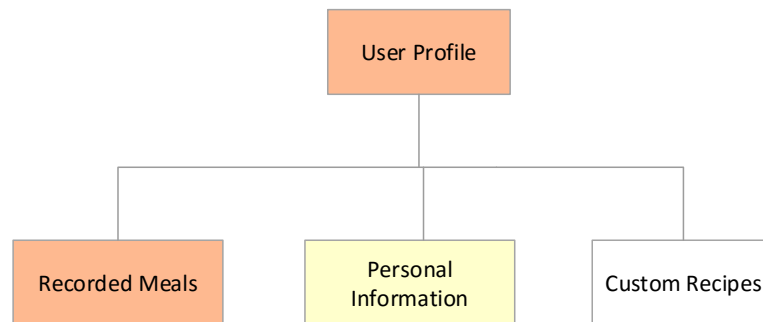 User Profile
Recorded Meals
Personal
Information
Custom Recipes